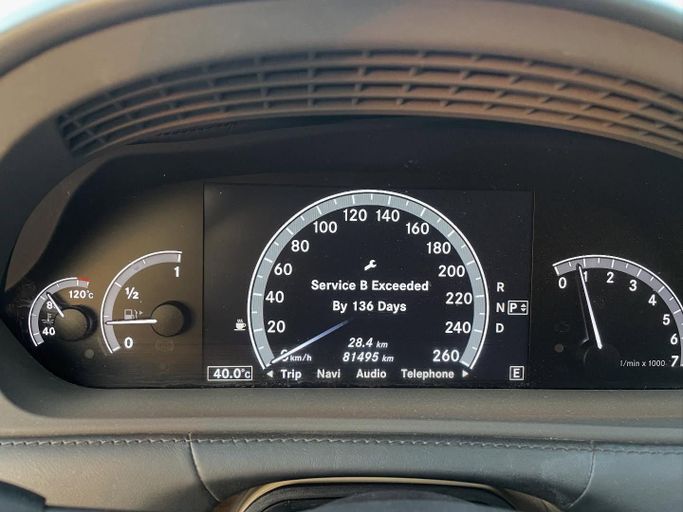 120 140
100 160
80 180
60 200
40 220
20 240
km/h 260
Service B Exceeded
By 136 Days
28.4 km
81495 km
40.0°C
Trip Navi Audio Telephone
R
N P
D
E
120°C
40
1
½
0
0 1 2 3 4 5 6 7
1/min x 1000